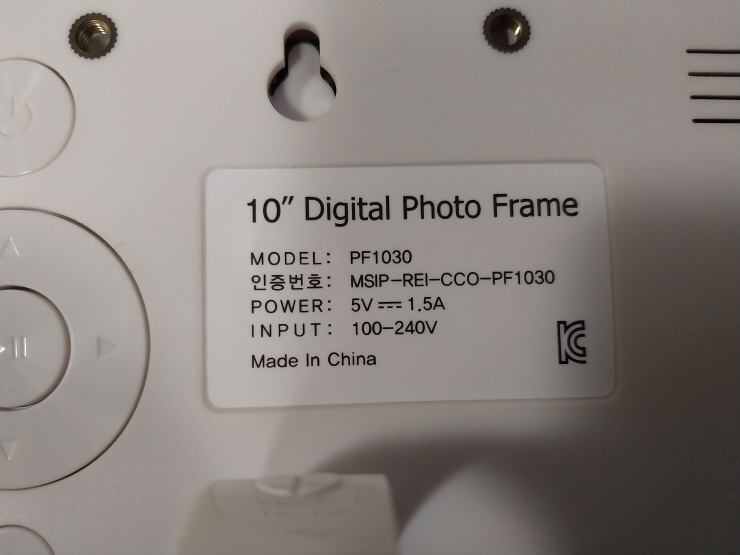 10" Digital Photo Frame
MODEL: PF1030
인증번호: MSIP-REI-CCO-PF1030
POWER: 5V ⎓ 1.5A
INPUT: 100-240V
Made In China